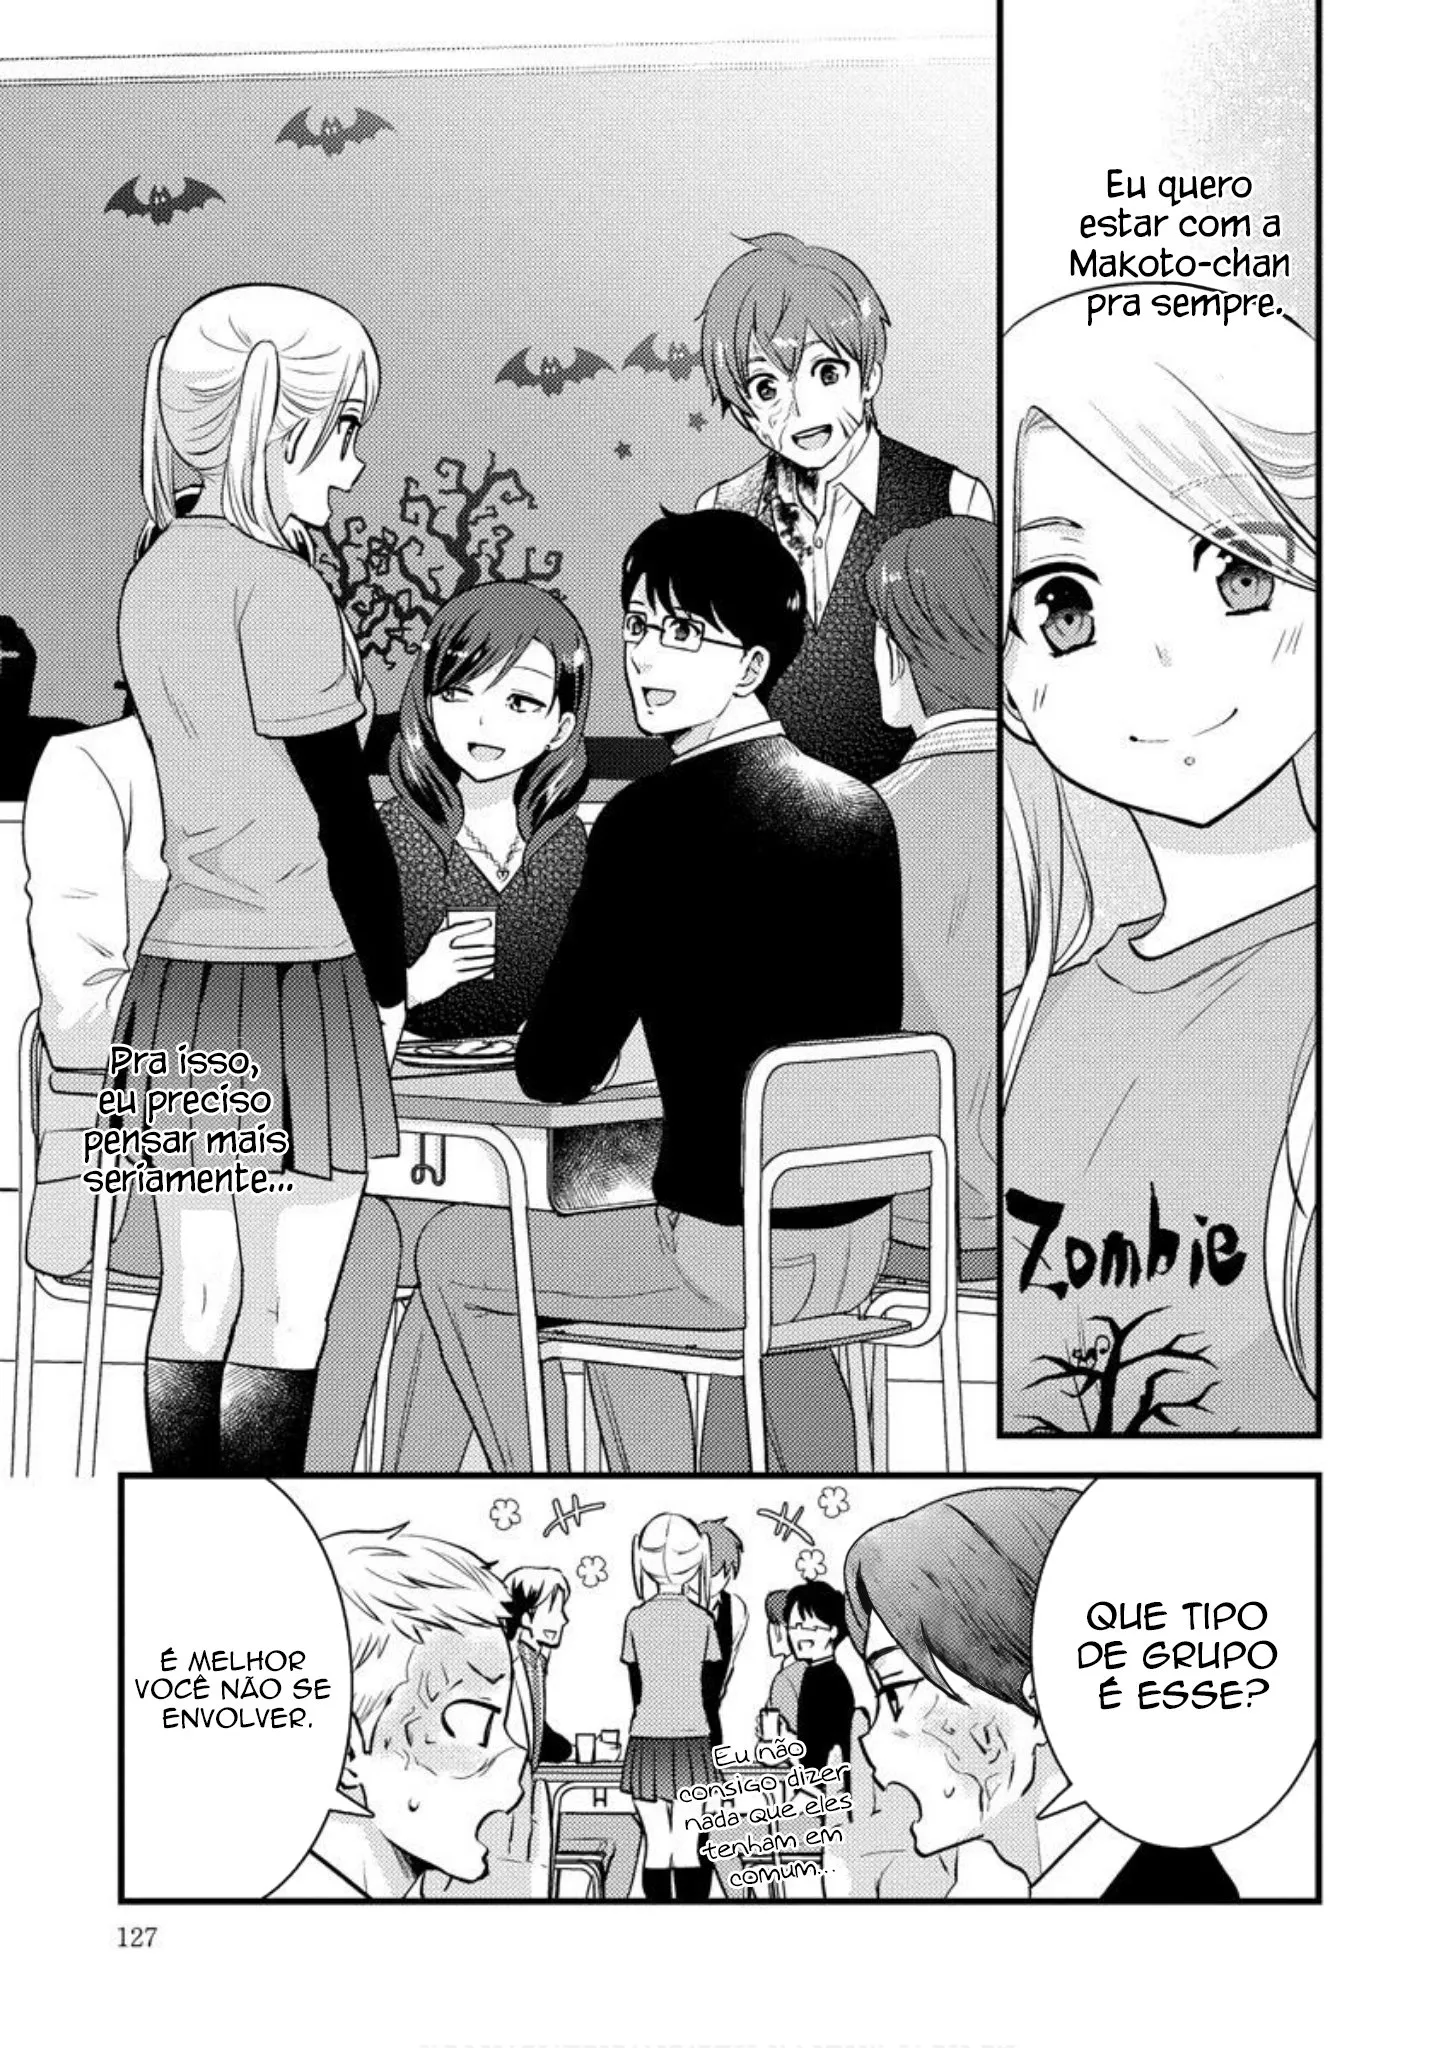 Eu quero
estar com a
Makoto-chan
pra sempre.
Zombie
Pra isso,
eu preciso
pensar mais
seriamente...
QUE TIPO
DE GRUPO
É ESSE?
Eu não
consigo dizer
nada que eles
tenham em
comum...
É MELHOR
VOCÊ NÃO SE
ENVOLVER.
127